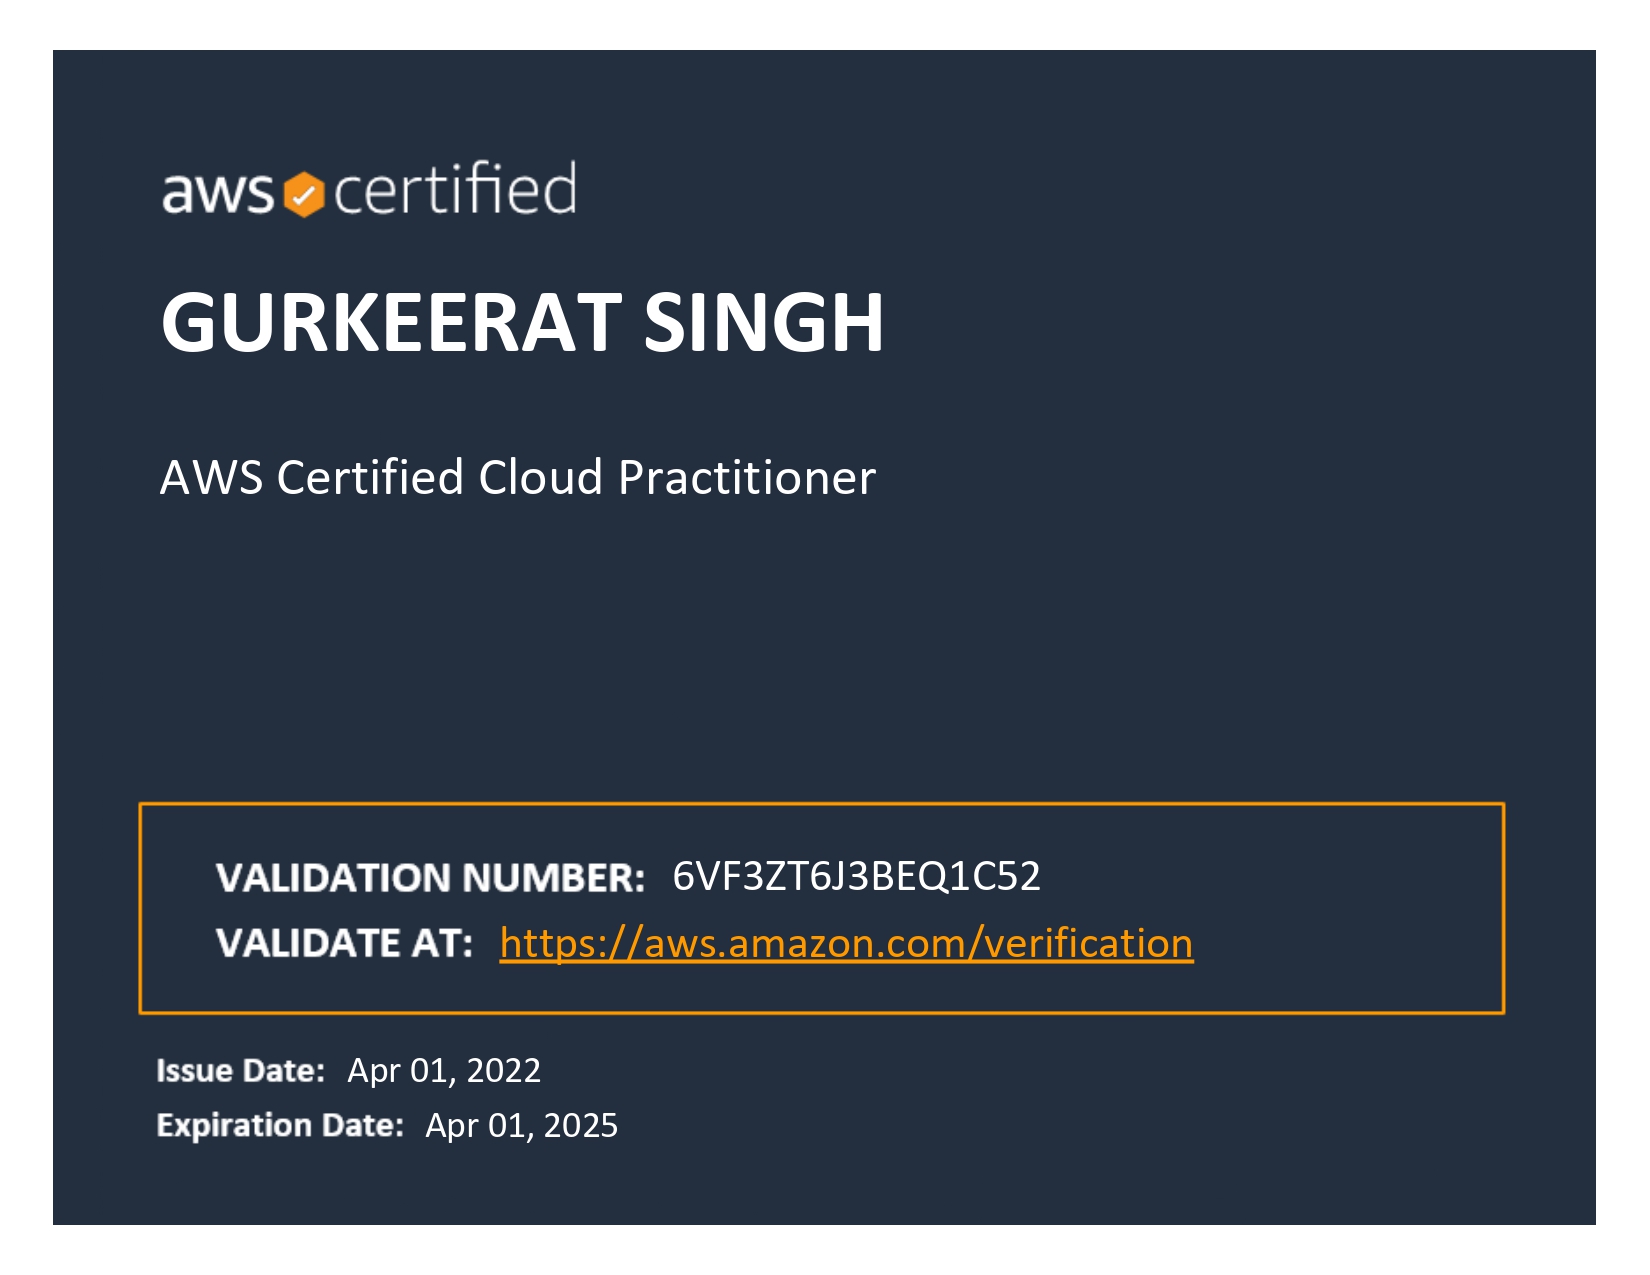 aws certified
GURKEERAT SINGH
AWS Certified Cloud Practitioner
VALIDATION NUMBER: 6VF3ZT6J3BEQ1C52
VALIDATE AT: https://aws.amazon.com/verification
Issue Date: Apr 01, 2022
Expiration Date: Apr 01, 2025